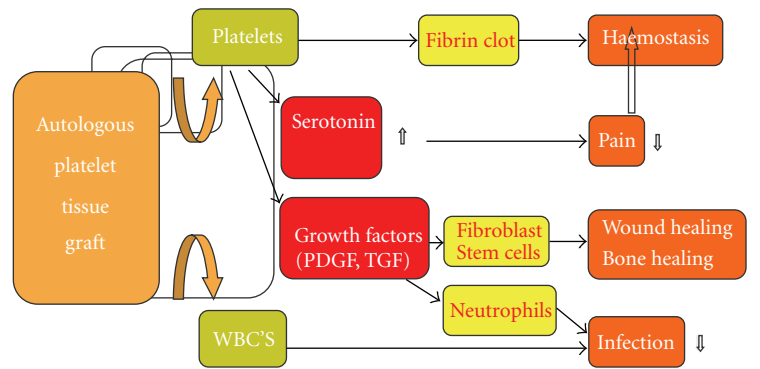 Platelets
Fibrin clot
Haemostasis
Autologous
platelet
tissue
graft
Serotonin
⇑
Pain
⇓
Growth factors
(PDGF, TGF)
Fibroblast
Stem cells
Wound healing
Bone healing
Neutrophils
WBC'S
Infection
⇓